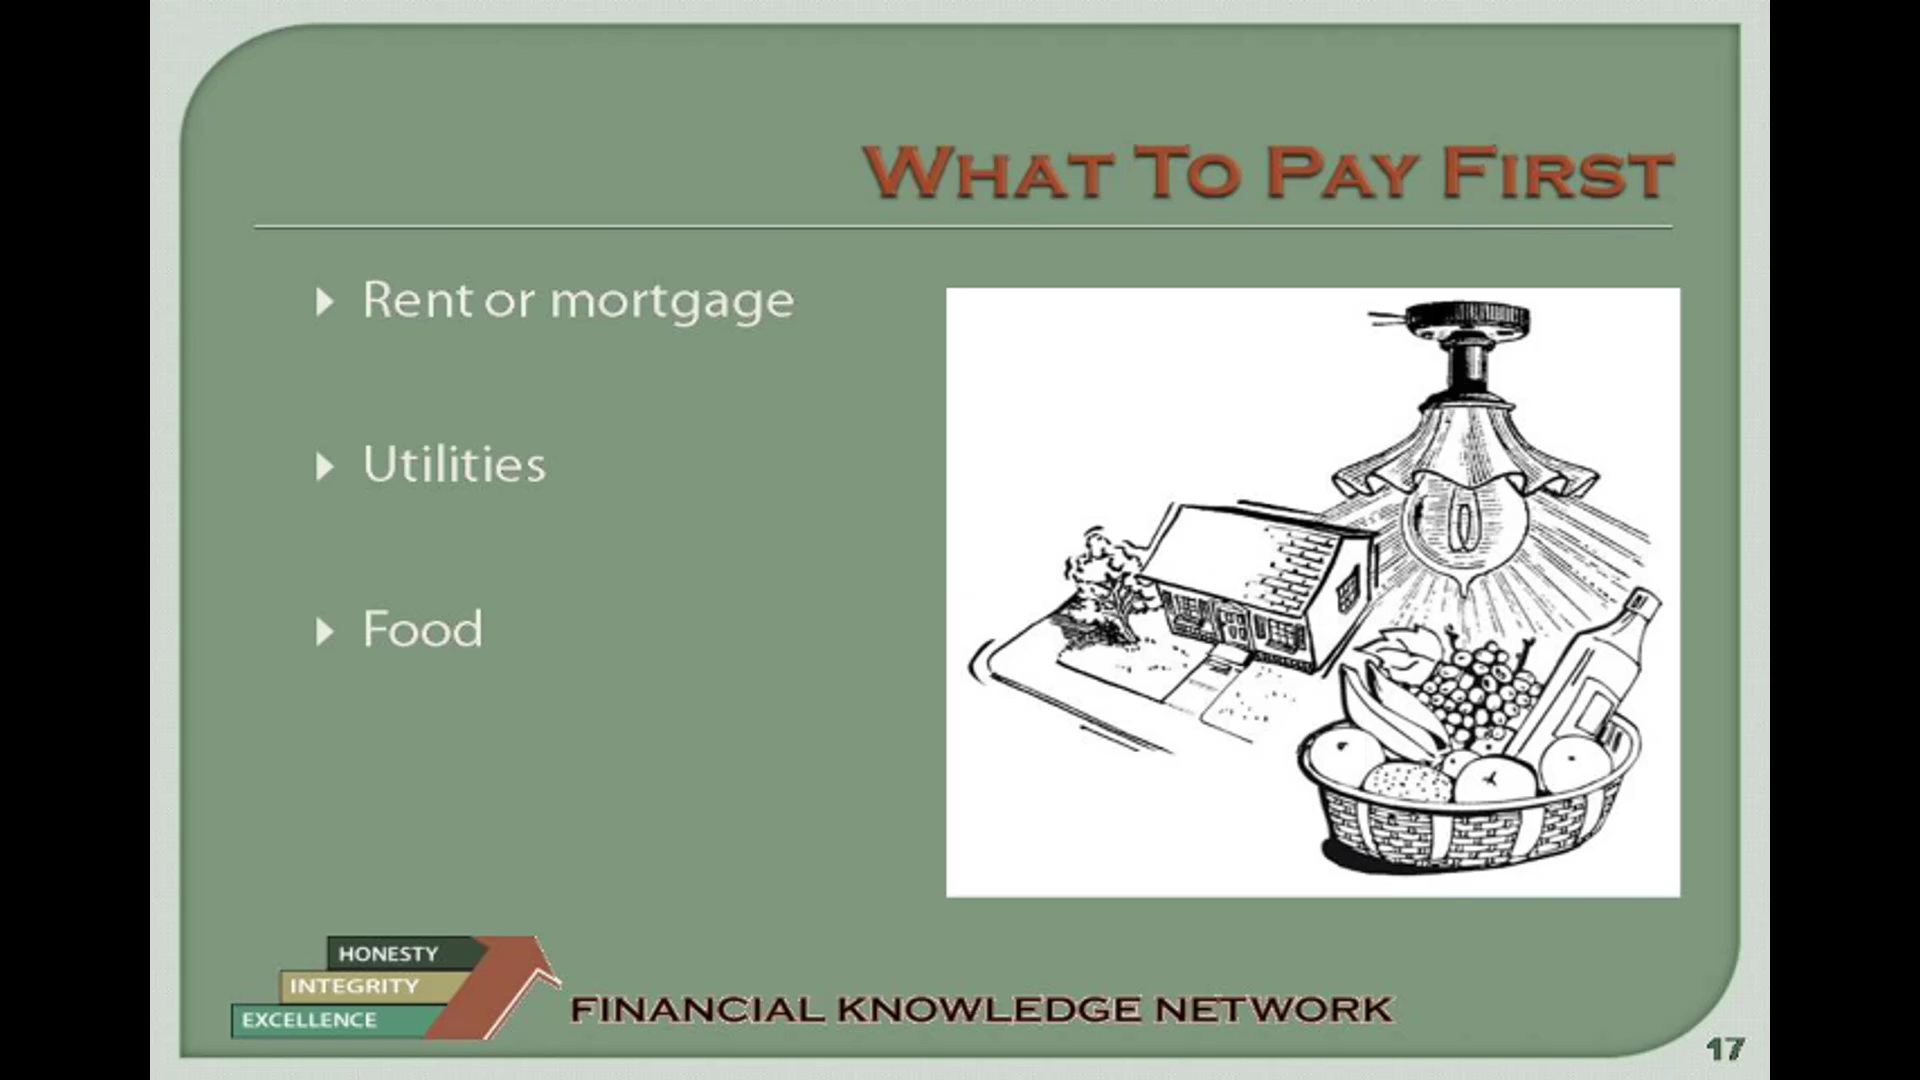 What To Pay First
Rent or mortgage
Utilities
Food
HONESTY
INTEGRITY
EXCELLENCE
FINANCIAL KNOWLEDGE NETWORK
17